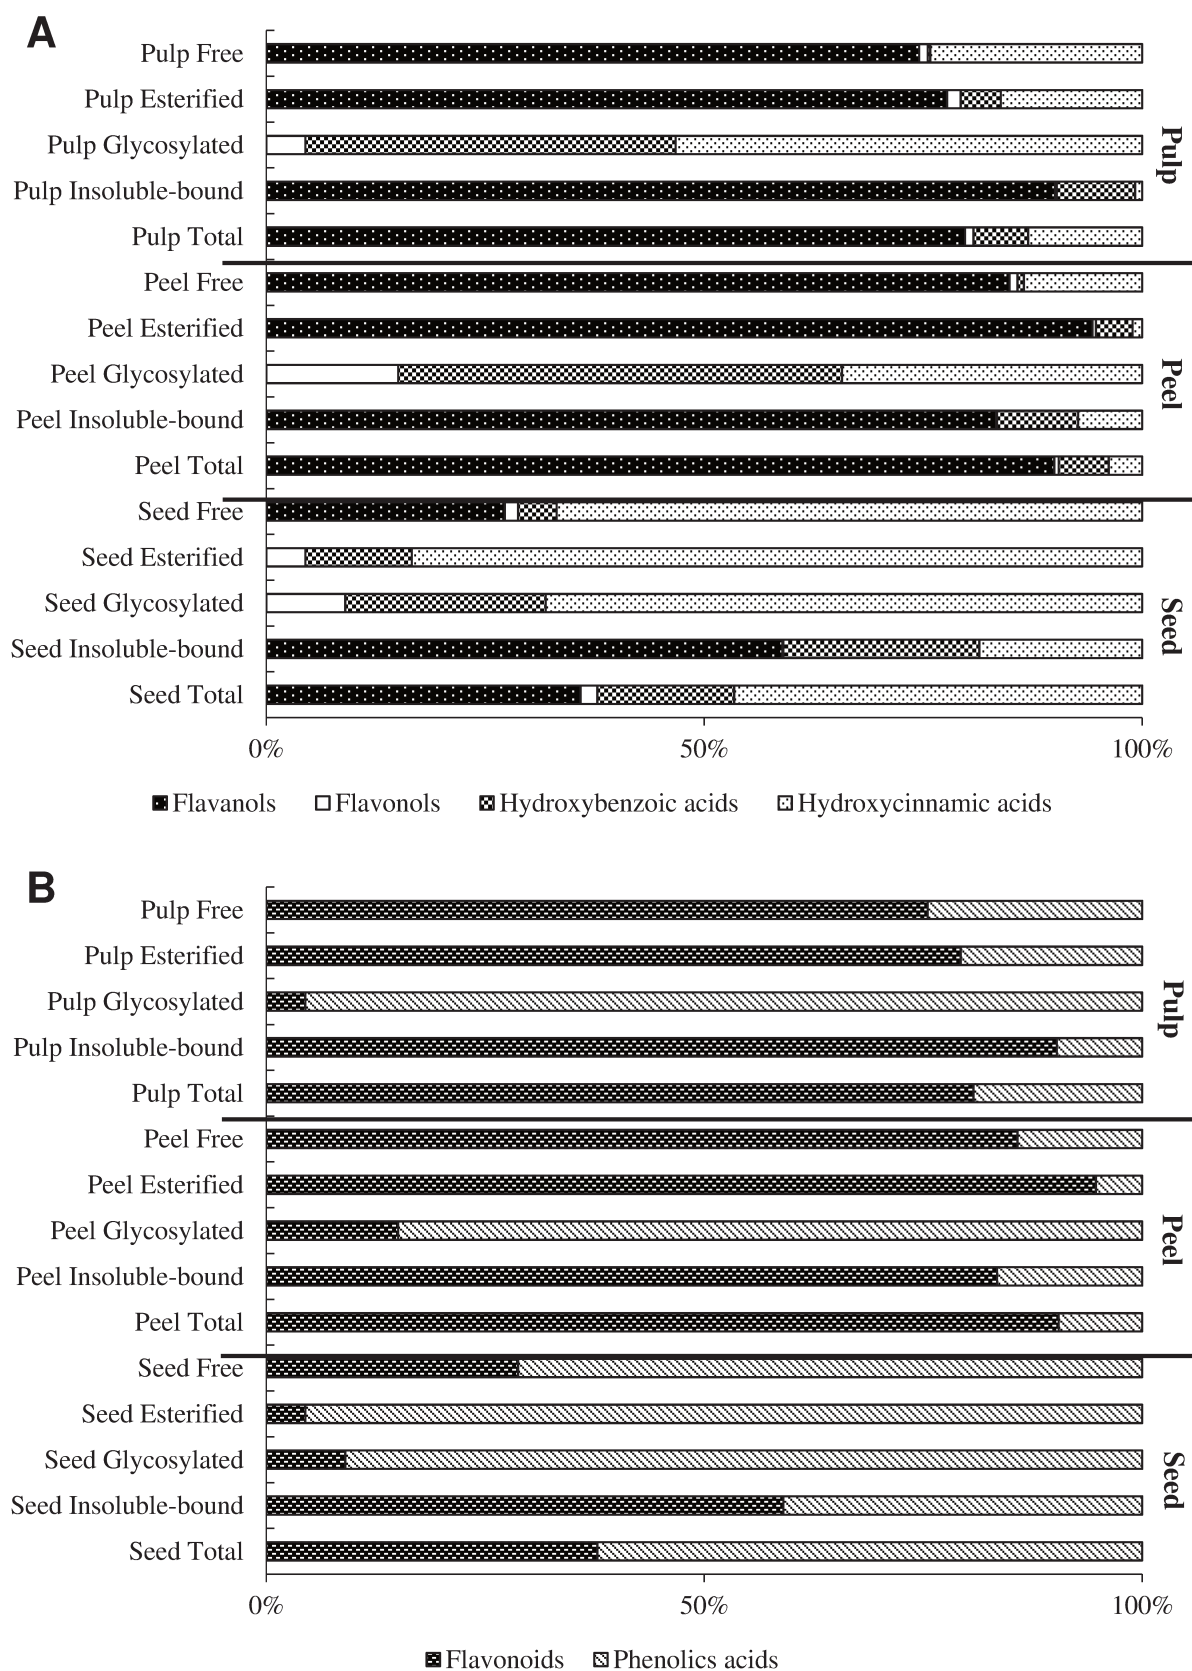 A
Pulp Free
Pulp Esterified
Pulp Glycosylated
Pulp Insoluble-bound
Pulp Total
Pulp
Peel Free
Peel Esterified
Peel Glycosylated
Peel Insoluble-bound
Peel Total
Peel
Seed Free
Seed Esterified
Seed Glycosylated
Seed Insoluble-bound
Seed Total
Seed
0% 50% 100%
Flavanols Flavonols Hydroxybenzoic acids Hydroxycinnamic acids
B
Pulp Free
Pulp Esterified
Pulp Glycosylated
Pulp Insoluble-bound
Pulp Total
Pulp
Peel Free
Peel Esterified
Peel Glycosylated
Peel Insoluble-bound
Peel Total
Peel
Seed Free
Seed Esterified
Seed Glycosylated
Seed Insoluble-bound
Seed Total
Seed
0% 50% 100%
Flavonoids Phenolics acids